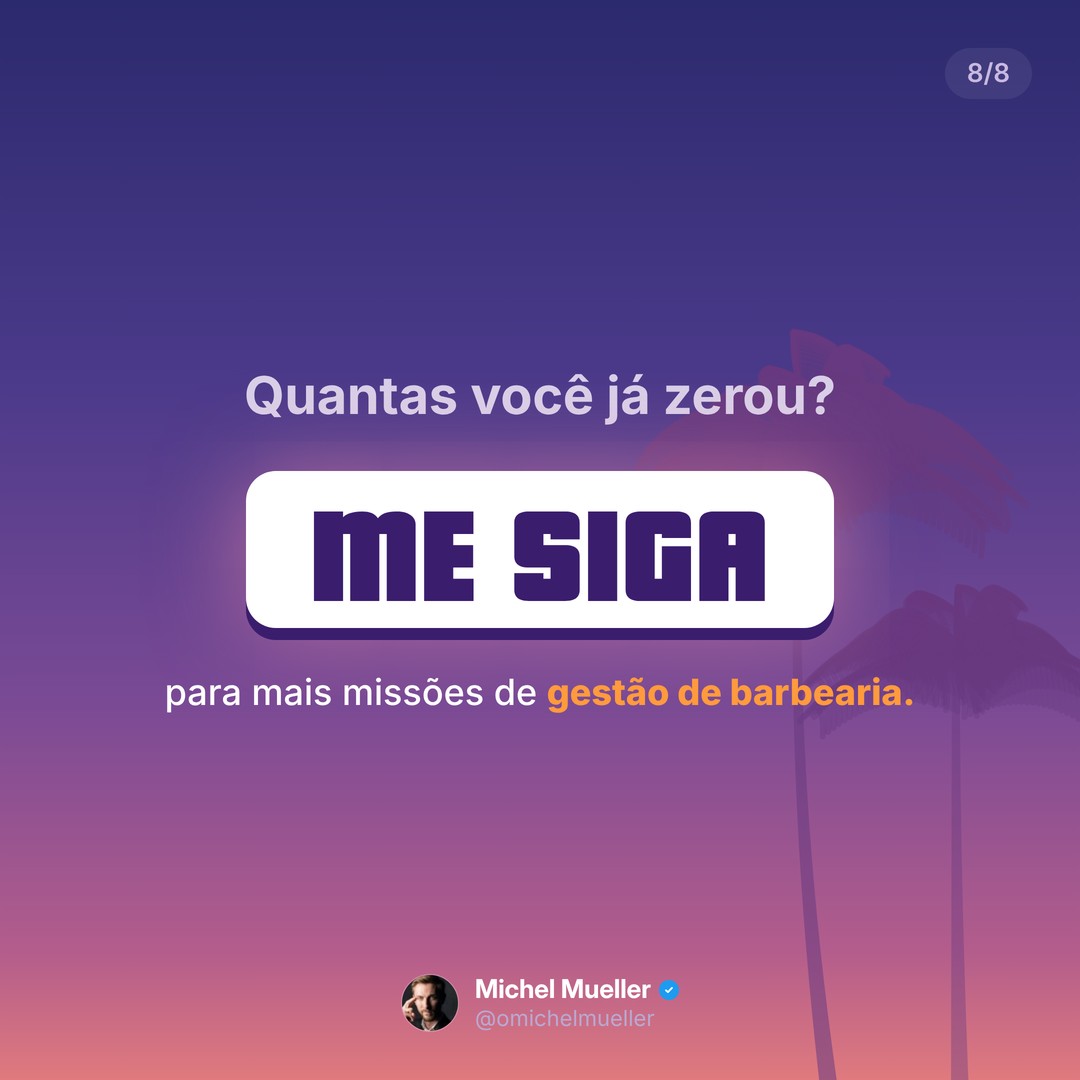 8/8
Quantas você já zerou?
ME SIGA
para mais missões de gestão de barbearia.
Michel Mueller
@omichelmueller